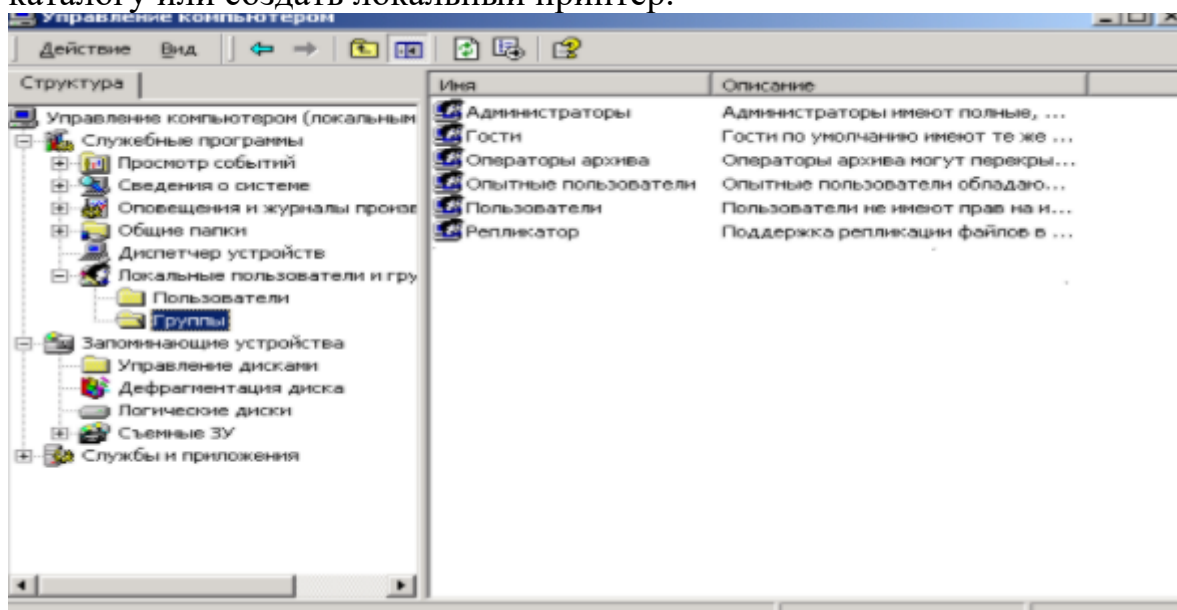 каталогу или создать локальный принтер.
Управление компьютером
Действие Вид
Структура
Управление компьютером (локальным
Служебные программы
Просмотр событий
Сведения о системе
Оповещения и журналы произв
Общие папки
Диспетчер устройств
Локальные пользователи и гру
Пользователи
Группы
Запоминающие устройства
Управление дисками
Дефрагментация диска
Логические диски
Съемные ЗУ
Службы и приложения
Имя Описание
Администраторы Администраторы имеют полные, ...
Гости Гости по умолчанию имеют те же ...
Операторы архива Операторы архива могут перекры...
Опытные пользователи Опытные пользователи обладаю...
Пользователи Пользователи не имеют прав на и...
Репликатор Поддержка репликации файлов в ...